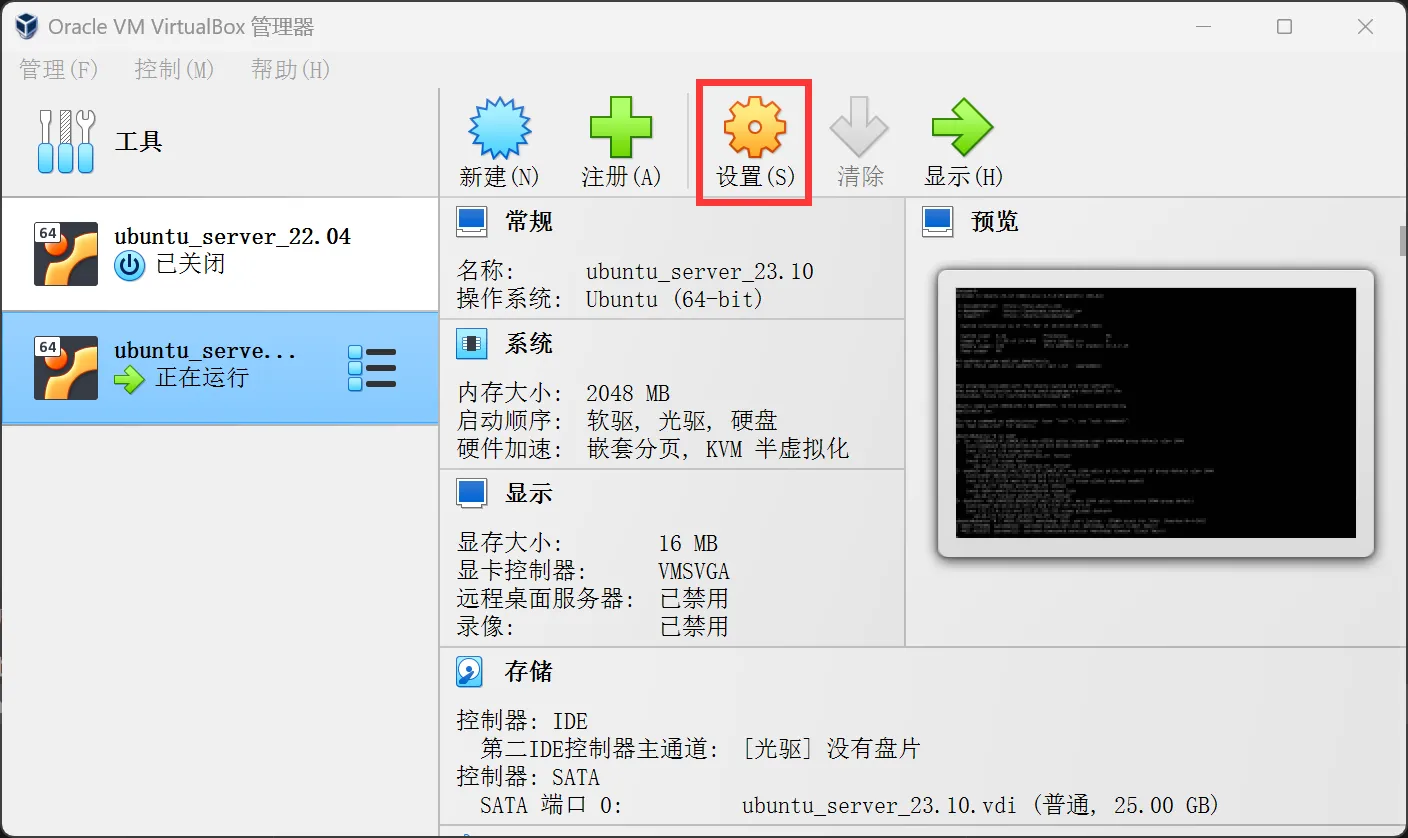 Oracle VM VirtualBox 管理器
管理(F) 控制(M) 帮助(H)
工具
新建(N) 注册(A) 设置(S) 清除 显示(H)
64
ubuntu_server_22.04
已关闭
64
ubuntu_serve...
正在运行
常规
名称: ubuntu_server_23.10
操作系统: Ubuntu (64-bit)
系统
内存大小: 2048 MB
启动顺序: 软驱, 光驱, 硬盘
硬件加速: 嵌套分页, KVM 半虚拟化
显示
显存大小: 16 MB
显卡控制器: VMSVGA
远程桌面服务器: 已禁用
录像: 已禁用
预览
存储
控制器: IDE
第二IDE控制器主通道: [光驱] 没有盘片
控制器: SATA
SATA 端口 0: ubuntu_server_23.10.vdi (普通, 25.00 GB)